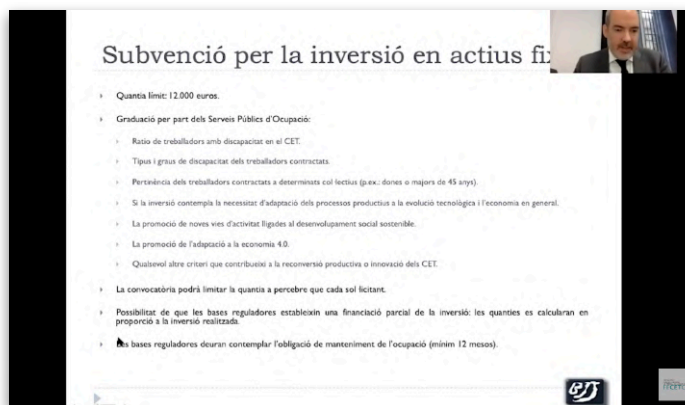 Subvenció per la inversió en actius fix
Quantia límit: 12.000 euros.
Graduació per part dels Serveis Públics d'Ocupació:
Ratio de treballadors amb discapacitat en el CET.
Tipus i graus de discapacitat dels treballadors contractats.
Pertinència dels treballadors contractats a determinats col·lectius (p.ex.: dones o majors de 45 anys).
Si la inversió contempla la necessitat d'adaptació dels processos productius a la evolució tecnològica i l'economia en general.
La promoció de noves vies d'activitat lligades al desenvolupament social sostenible.
La promoció de l'adaptació a la economia 4.0.
Qualsevol altre criteri que contribueixi a la reconversió productiva o innovació dels CET.
La convocatòria podrà limitar la quantia a percebre que cada sol·licitant.
Possibilitat de que les bases reguladores estableixin una financiació parcial de la inversió: les quanties es calcularan en
proporció a la inversió realitzada.
Les bases reguladores deuran contemplar l'obligació de manteniment de l'ocupació (mínim 12 mesos).